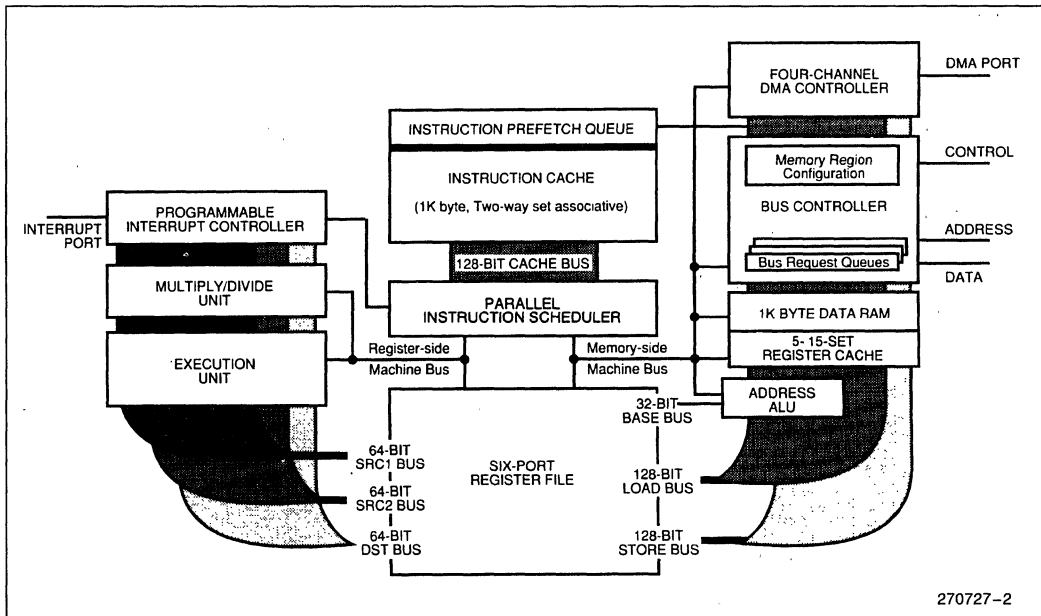 FOUR-CHANNEL
DMA CONTROLLER
DMA PORT
INSTRUCTION PREFETCH QUEUE
INSTRUCTION CACHE
(1K byte, Two-way set associative)
Memory Region
Configuration
CONTROL
BUS CONTROLLER
PROGRAMMABLE
INTERRUPT CONTROLLER
INTERRUPT
PORT
ADDRESS
Bus Request Queues
DATA
128-BIT CACHE BUS
MULTIPLY/DIVIDE
UNIT
PARALLEL
INSTRUCTION SCHEDULER
1K BYTE DATA RAM
5-15-SET
REGISTER CACHE
EXECUTION
UNIT
Register-side
Machine Bus
Memory-side
Machine Bus
ADDRESS
ALU
32-BIT
BASE BUS
64-BIT
SRC1 BUS
SIX-PORT
REGISTER FILE
128-BIT
LOAD BUS
64-BIT
SRC2 BUS
64-BIT
DST BUS
128-BIT
STORE BUS
270727-2